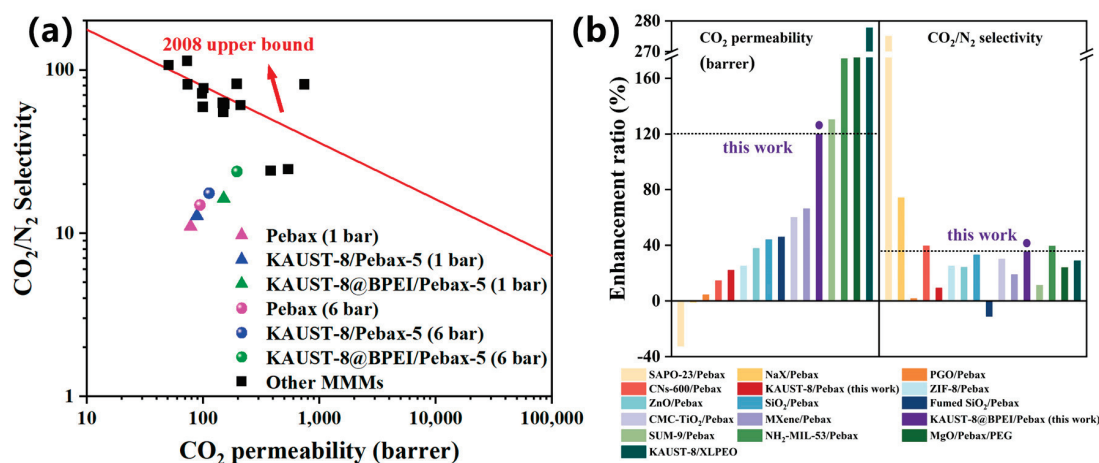 (a)
CO₂/N₂ Selectivity
100
10
1
2008 upper bound
Pebax (1 bar)
KAUST-8/Pebax-5 (1 bar)
KAUST-8@BPEI/Pebax-5 (1 bar)
Pebax (6 bar)
KAUST-8/Pebax-5 (6 bar)
KAUST-8@BPEI/Pebax-5 (6 bar)
Other MMMs
10 100 1,000 10,000 100,000
CO₂ permeability (barrer)
(b)
Enhancement ratio (%)
280
270
160
120
80
40
0
-40
CO₂ permeability
(barrer)
CO₂/N₂ selectivity
this work
this work
SAPO-23/Pebax NaX/Pebax PGO/Pebax
CNs-600/Pebax KAUST-8/Pebax (this work) ZIF-8/Pebax
ZnO/Pebax SiO₂/Pebax Fumed SiO₂/Pebax
CMC-TiO₂/Pebax MXene/Pebax KAUST-8@BPEI/Pebax (this work)
SUM-9/Pebax NH₂-MIL-53/Pebax MgO/Pebax/PEG
KAUST-8/XLPEO